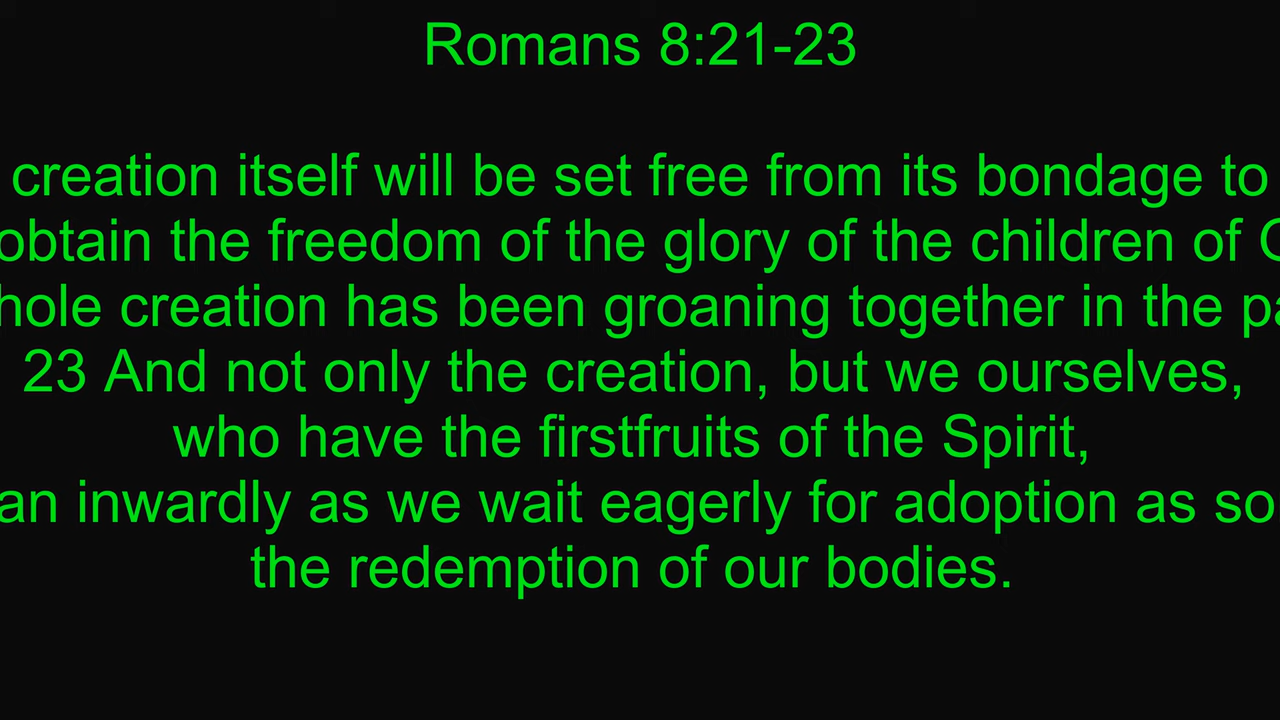 Romans 8:21-23
creation itself will be set free from its bondage to
obtain the freedom of the glory of the children of
hole creation has been groaning together in the pa
23 And not only the creation, but we ourselves,
who have the firstfruits of the Spirit,
an inwardly as we wait eagerly for adoption as so
the redemption of our bodies.